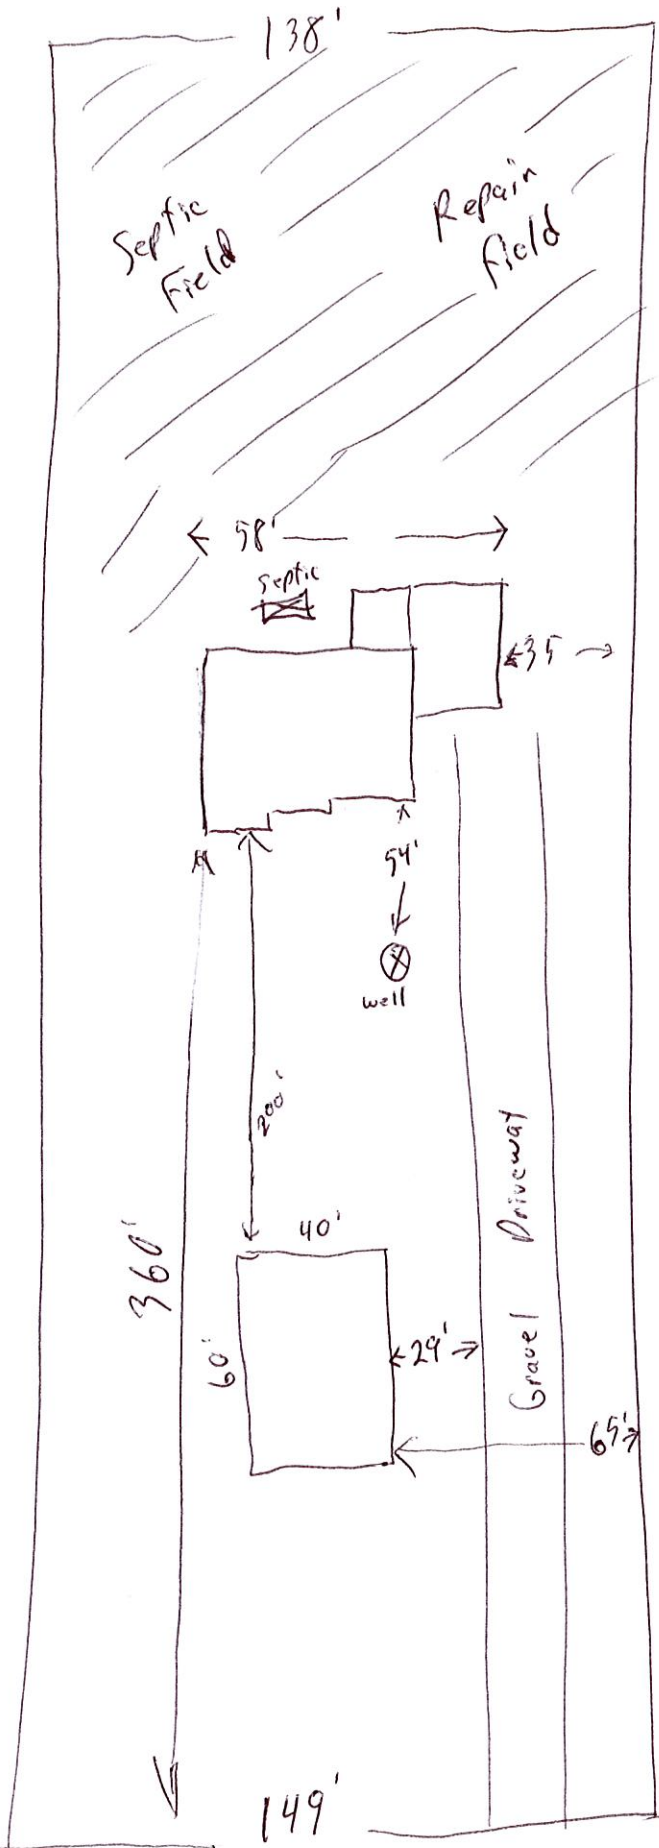 138'
Septic
Field
Repair
field
58'
septic
35
54'
well
200'
Gravel Driveway
40'
360'
60'
29'
65'
149'